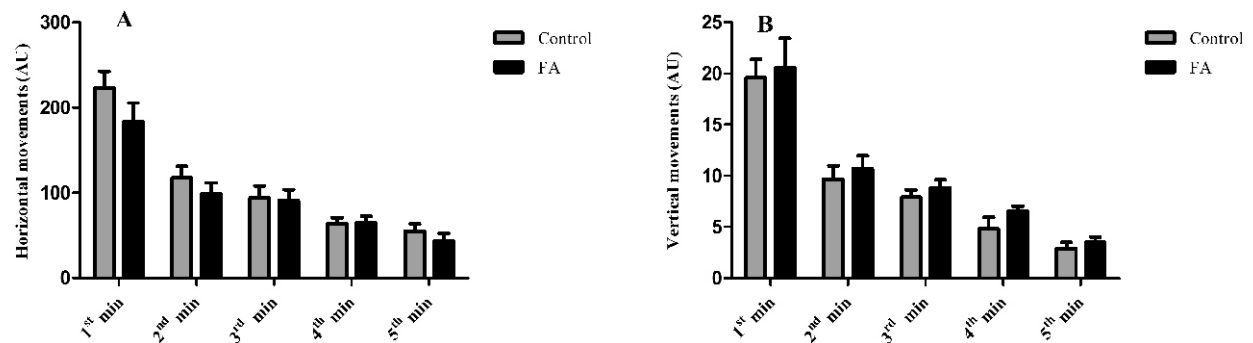 A
Horizontal movements (AU)
300
200
100
0
1st min
2nd min
3rd min
4th min
5th min
Control
FA
B
Vertical movements (AU)
25
20
15
10
5
0
1st min
2nd min
3rd min
4th min
5th min
Control
FA